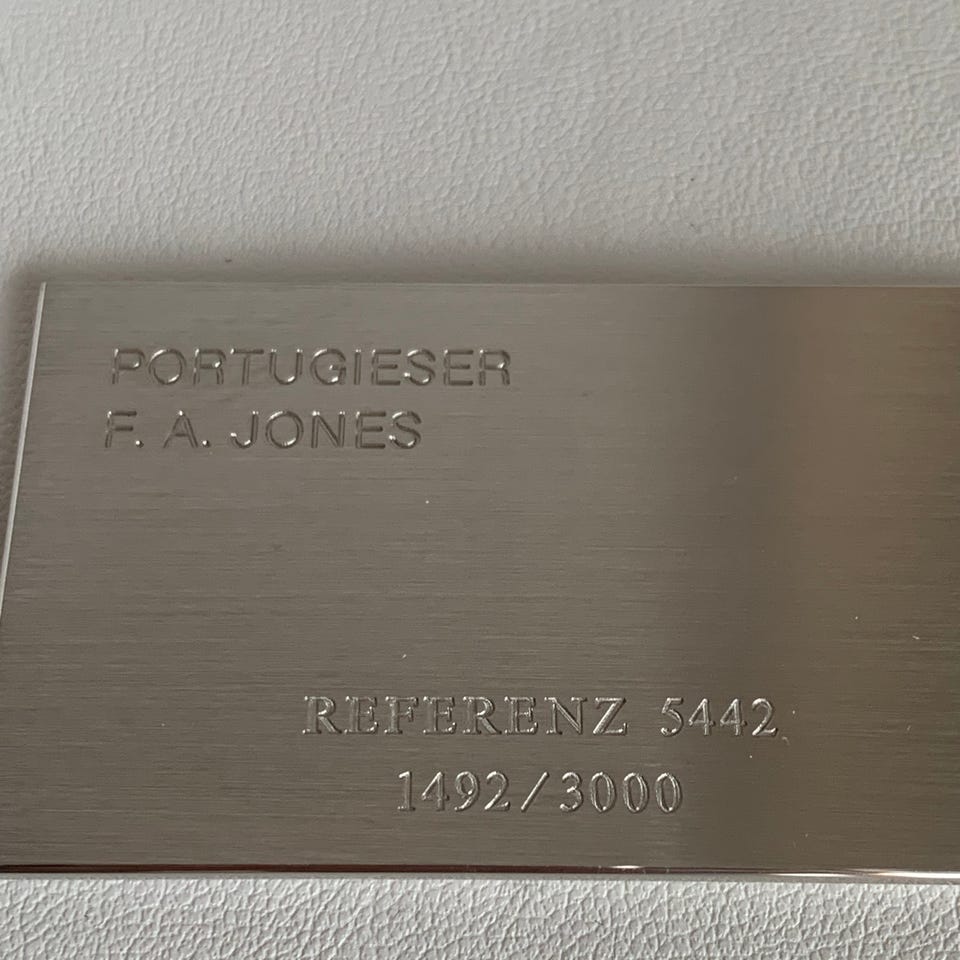 PORTUGIESER
F. A. JONES
REFERENZ 5442
1492/3000